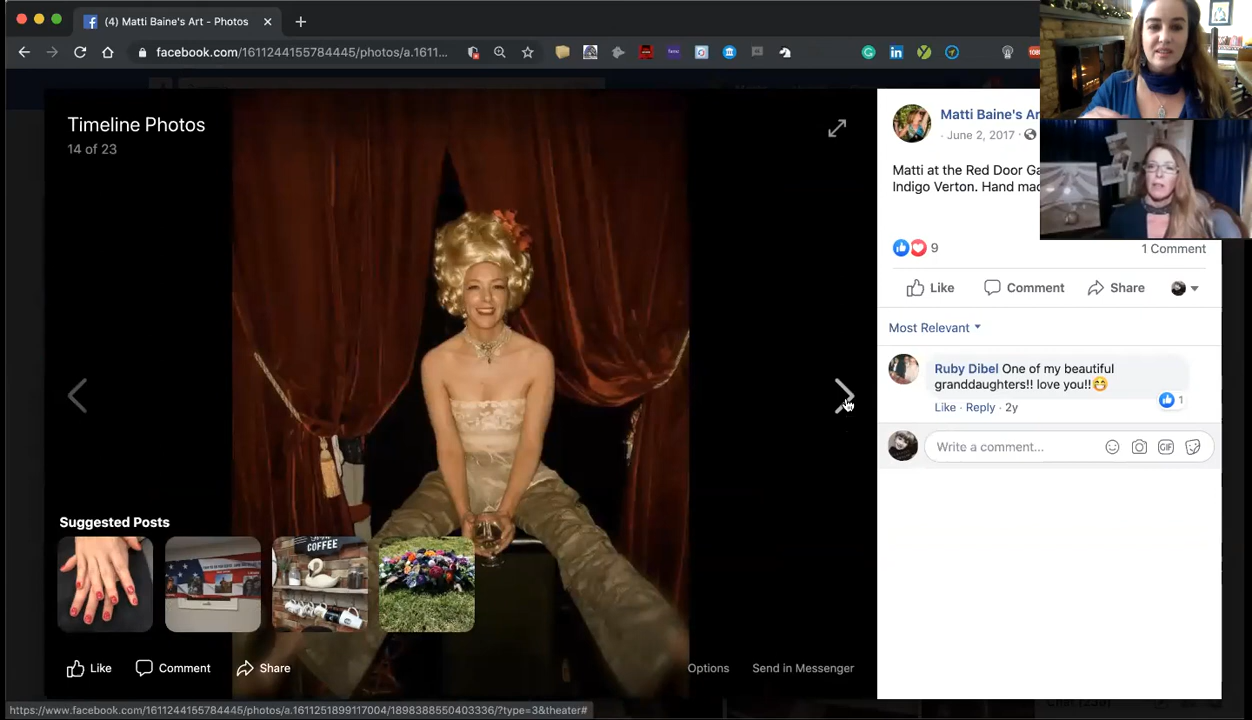 (4) Matti Baine's Art - Photos
facebook.com/1611244155784445/photos/a.1611...
Timeline Photos
14 of 23
Matti Baine's Ar
June 2, 2017 ·
Matti at the Red Door Ga
Indigo Verton. Hand mad
9
1 Comment
Like
Comment
Share
Most Relevant
Ruby Dibel One of my beautiful
granddaughters!! love you!!
Like · Reply · 2y
1
Write a comment...
GIF
Suggested Posts
COFFEE
Like
Comment
Share
Options
Send in Messenger
https://www.facebook.com/1611244155784445/photos/a.1611251899117004/1898388550403336/?type=3&theater#